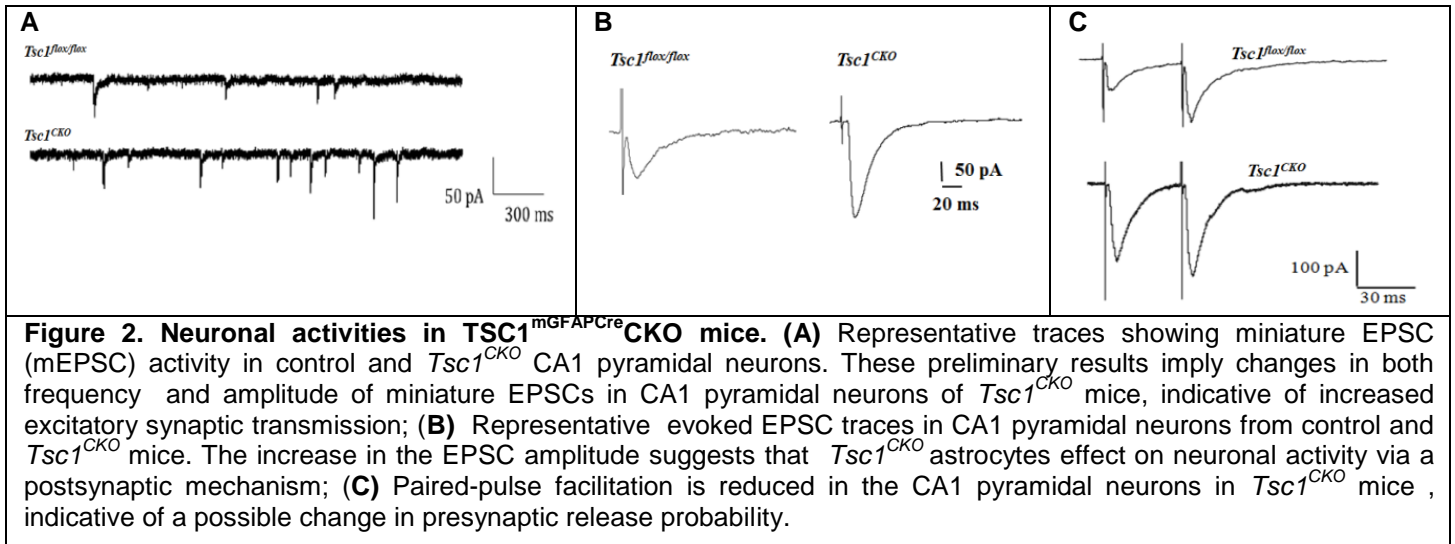 A
Tsc1flox/flox
Tsc1CKO
50 pA
300 ms
B
Tsc1flox/flox
Tsc1CKO
50 pA
20 ms
C
Tsc1flox/flox
Tsc1CKO
100 pA
30 ms
Figure 2. Neuronal activities in TSC1mGFAPCreCKO mice. (A) Representative traces showing miniature EPSC
(mEPSC) activity in control and Tsc1CKO CA1 pyramidal neurons. These preliminary results imply changes in both
frequency and amplitude of miniature EPSCs in CA1 pyramidal neurons of Tsc1CKO mice, indicative of increased
excitatory synaptic transmission; (B) Representative evoked EPSC traces in CA1 pyramidal neurons from control and
Tsc1CKO mice. The increase in the EPSC amplitude suggests that Tsc1CKO astrocytes effect on neuronal activity via a
postsynaptic mechanism; (C) Paired-pulse facilitation is reduced in the CA1 pyramidal neurons in Tsc1CKO mice ,
indicative of a possible change in presynaptic release probability.